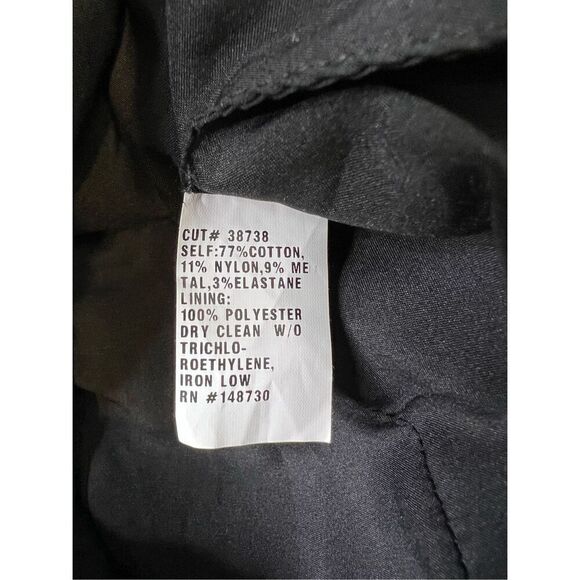 CUT# 38738
SELF:77%COTTON,
11% NYLON,9% ME
TAL,3%ELASTANE
LINING:
100% POLYESTER
DRY CLEAN W/O
TRICHLO-
ROETHYLENE,
IRON LOW
RN #148730